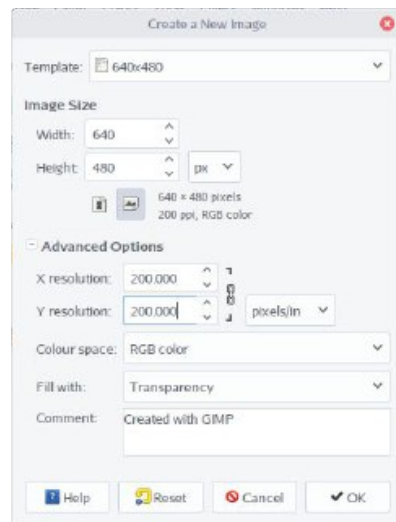 Create a New Image
Template: 640x480
Image Size
Width: 640
Height: 480 px
640 × 480 pixels
200 ppi, RGB color
Advanced Options
X resolution: 200.000
Y resolution: 200.000 pixels/in
Colour space: RGB color
Fill with: Transparency
Comment: Created with GIMP
Help Reset Cancel OK